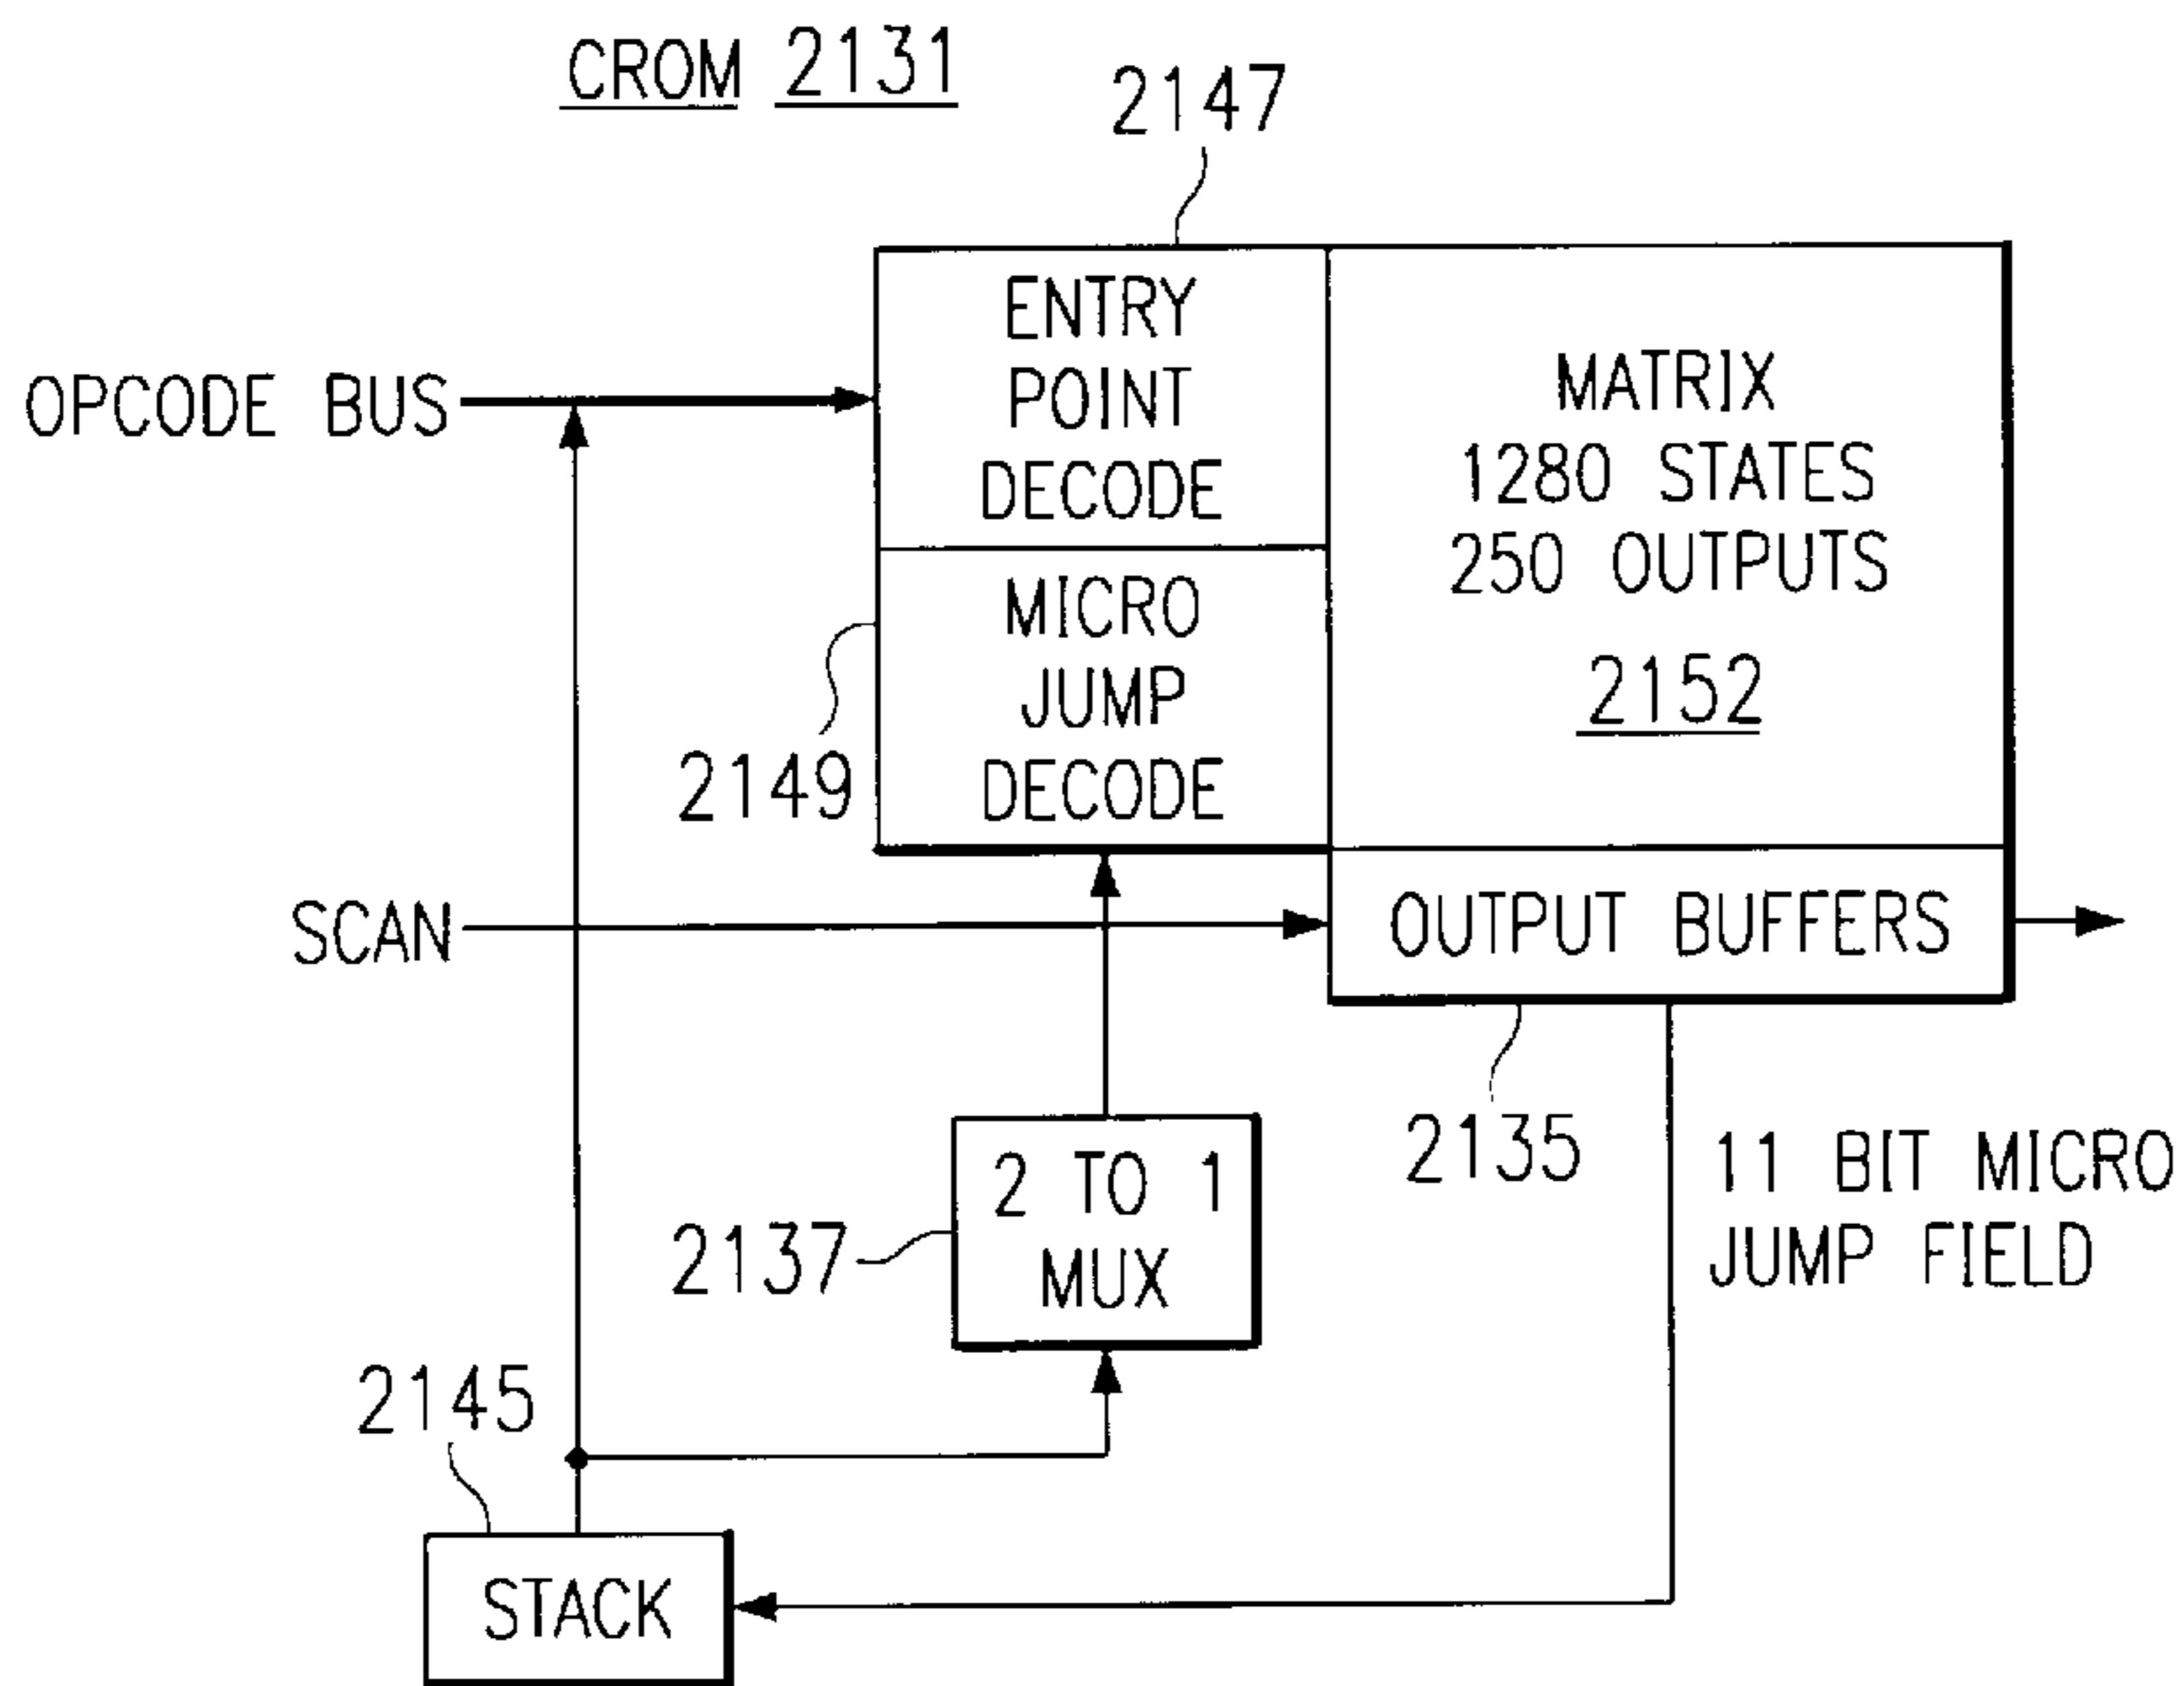 CROM 2131
2147
ENTRY
POINT
DECODE
OPCODE BUS
MATRIX
1280 STATES
250 OUTPUTS
2152
MICRO
JUMP
DECODE
2149
SCAN
OUTPUT BUFFERS
2135
11 BIT MICRO
JUMP FIELD
2 TO 1
MUX
2137
2145
STACK